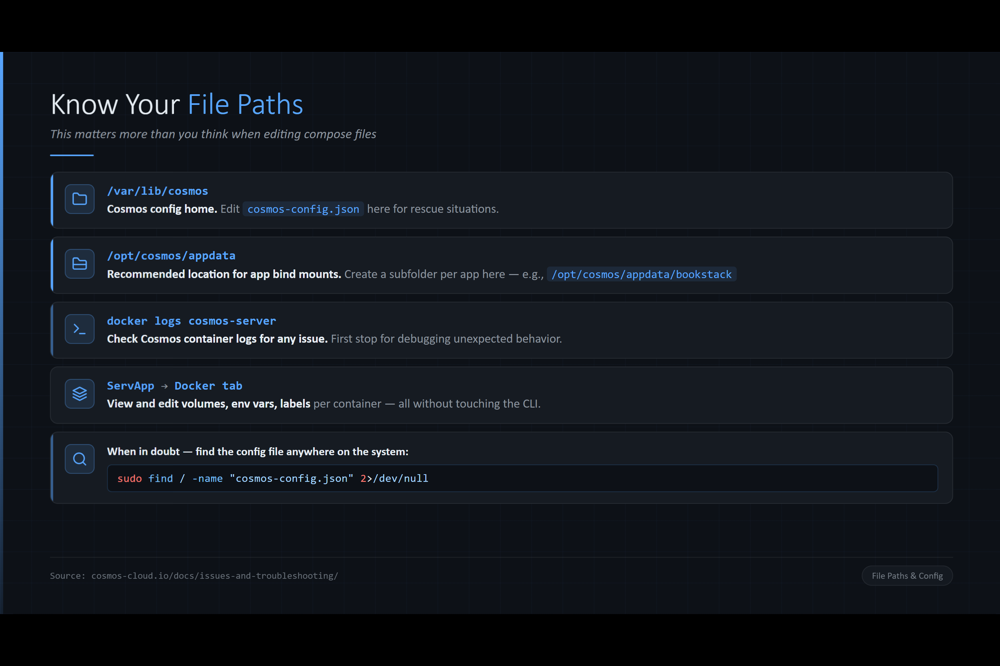 Know Your File Paths
This matters more than you think when editing compose files
/var/lib/cosmos
Cosmos config home. Edit cosmos-config.json here for rescue situations.
/opt/cosmos/appdata
Recommended location for app bind mounts. Create a subfolder per app here — e.g., /opt/cosmos/appdata/bookstack
docker logs cosmos-server
Check Cosmos container logs for any issue. First stop for debugging unexpected behavior.
ServApp → Docker tab
View and edit volumes, env vars, labels per container — all without touching the CLI.
When in doubt — find the config file anywhere on the system:
sudo find / -name "cosmos-config.json" 2>/dev/null
Source: cosmos-cloud.io/docs/issues-and-troubleshooting/
File Paths & Config